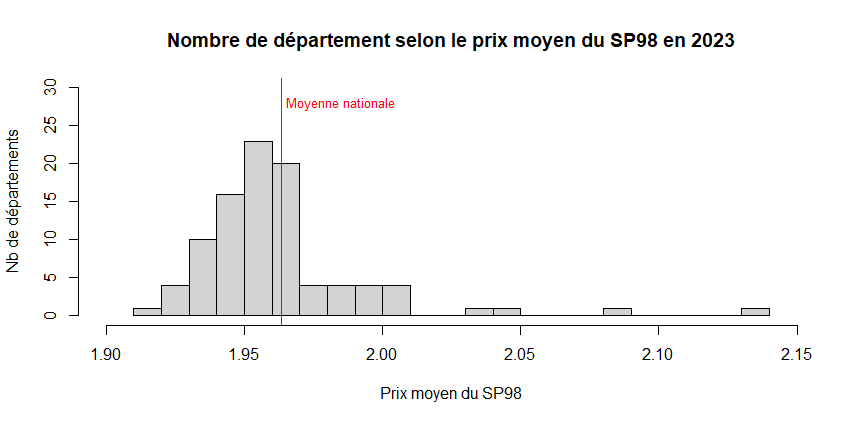 Nombre de département selon le prix moyen du SP98 en 2023
Moyenne nationale
Nb de départements
30
25
20
15
10
5
0
1.90 1.95 2.00 2.05 2.10 2.15
Prix moyen du SP98